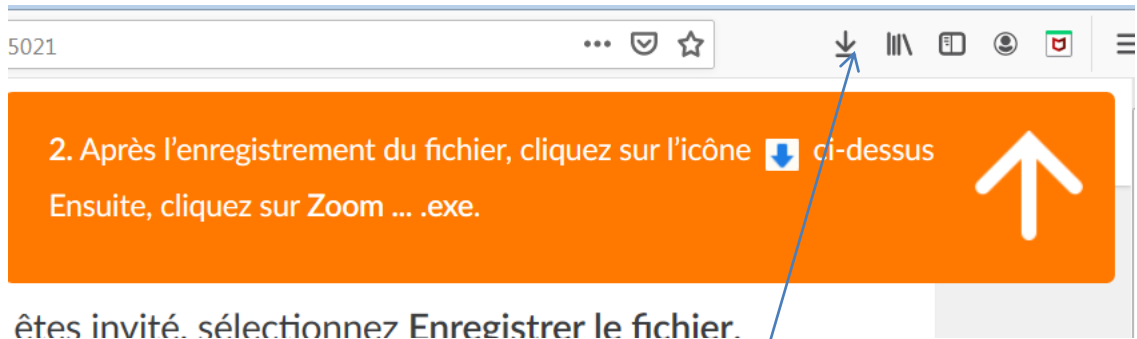 5021
2. Après l’enregistrement du fichier, cliquez sur l’icône ci-dessus
Ensuite, cliquez sur Zoom ... .exe.
êtes invité, sélectionnez Enregistrer le fichier.